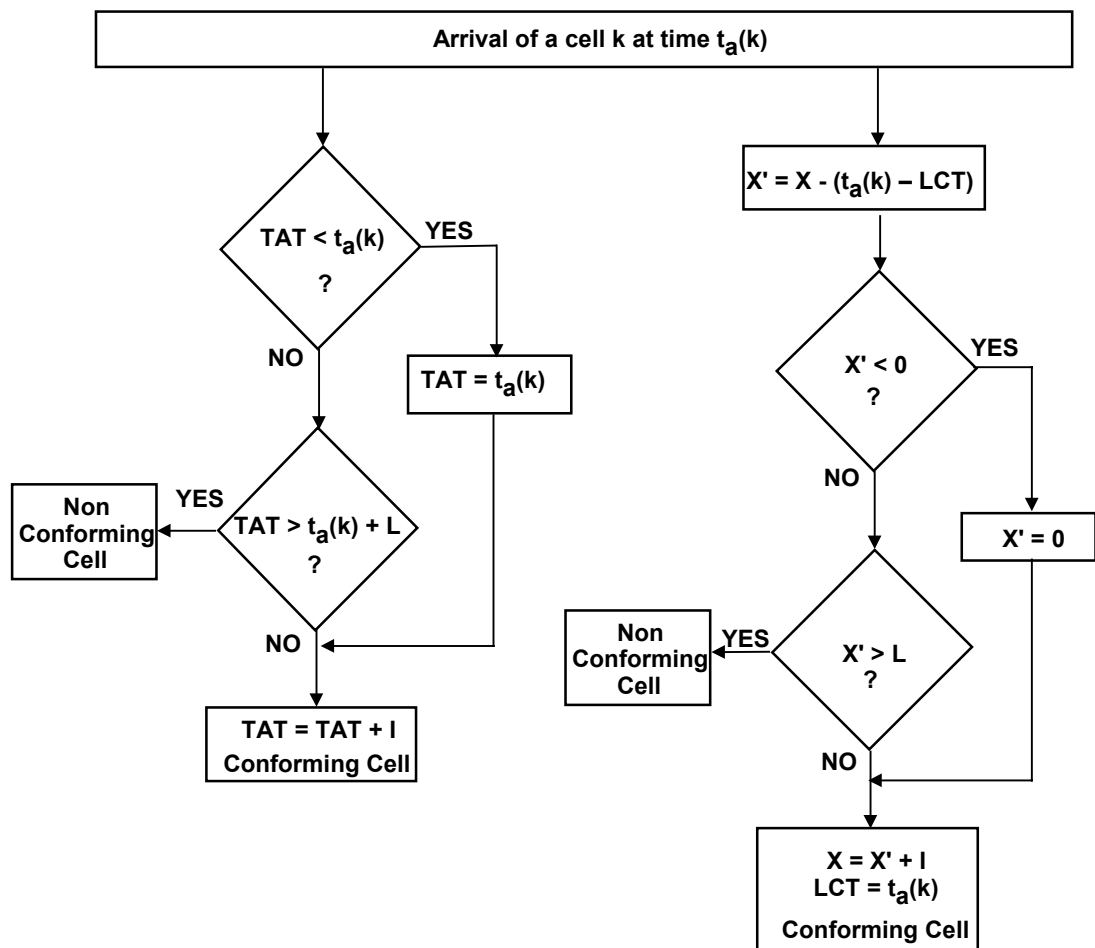 Arrival of a cell k at time ta(k)
TAT < ta(k)
?
YES
NO
TAT = ta(k)
TAT > ta(k) + L
?
YES
Non
Conforming
Cell
NO
TAT = TAT + I
Conforming Cell
X' = X - (ta(k) – LCT)
X' < 0
?
YES
NO
X' = 0
X' > L
?
YES
Non
Conforming
Cell
NO
X = X' + I
LCT = ta(k)
Conforming Cell